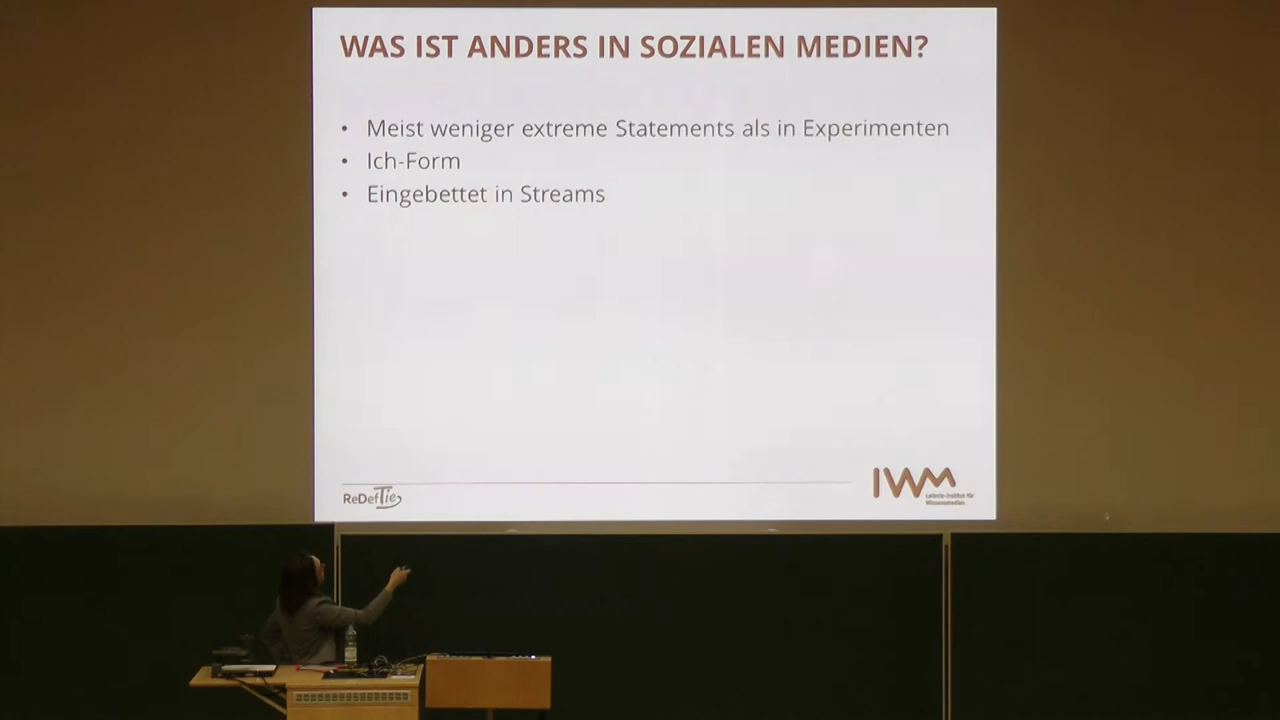 WAS IST ANDERS IN SOZIALEN MEDIEN?
• Meist weniger extreme Statements als in Experimenten
• Ich-Form
• Eingebettet in Streams
ReDefTie
IWM
Leibniz-Institut für
Wissensmedien